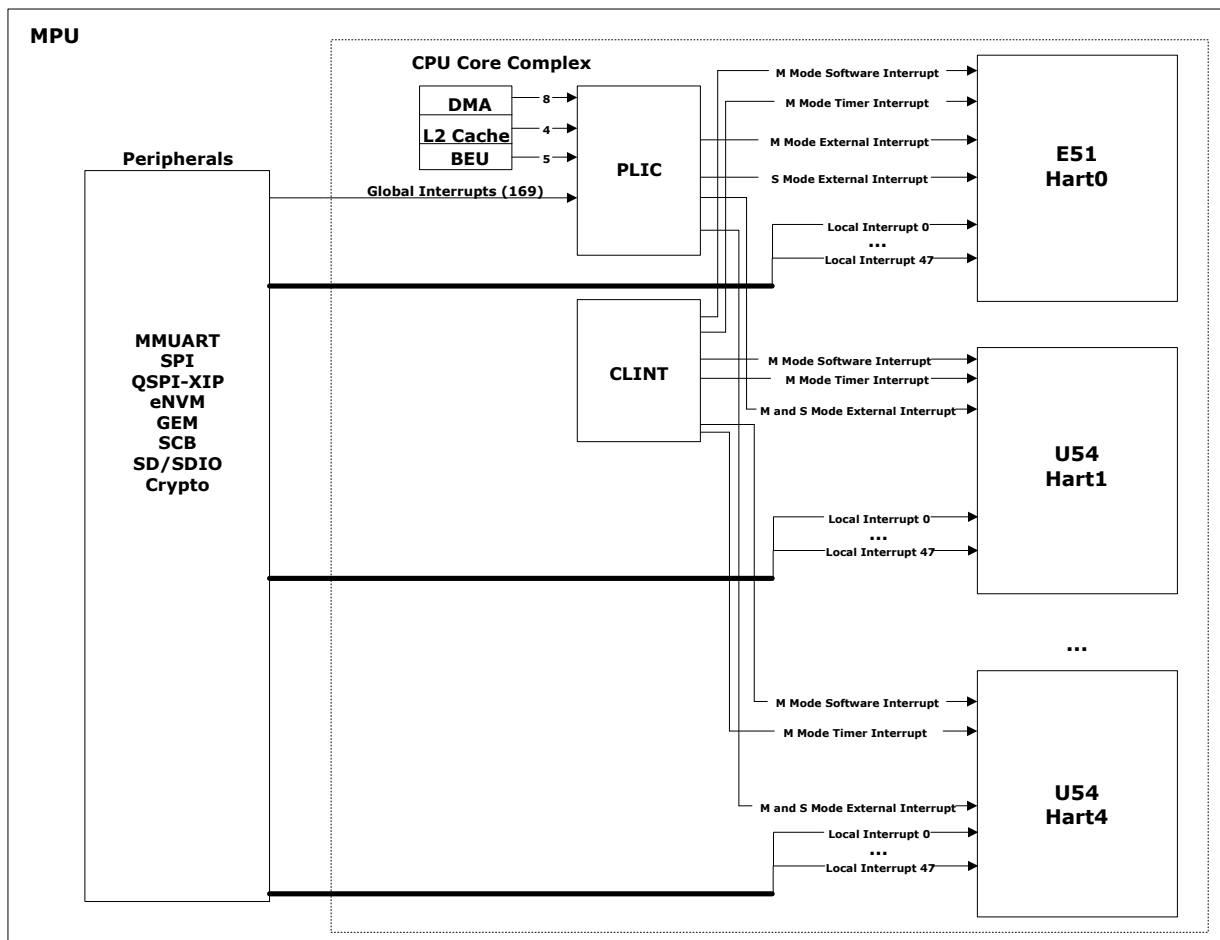 MPU
CPU Core Complex
DMA
L2 Cache
BEU
8
4
5
PLIC
Peripherals
Global Interrupts (169)
MMUART
SPI
QSPI-XIP
eNVM
GEM
SCB
SD/SDIO
Crypto
CLINT
M Mode Software Interrupt
M Mode Timer Interrupt
M Mode External Interrupt
S Mode External Interrupt
Local Interrupt 0
...
Local Interrupt 47
E51
Hart0
M Mode Software Interrupt
M Mode Timer Interrupt
M and S Mode External Interrupt
Local Interrupt 0
...
Local Interrupt 47
U54
Hart1
...
M Mode Software Interrupt
M Mode Timer Interrupt
M and S Mode External Interrupt
Local Interrupt 0
...
Local Interrupt 47
U54
Hart4